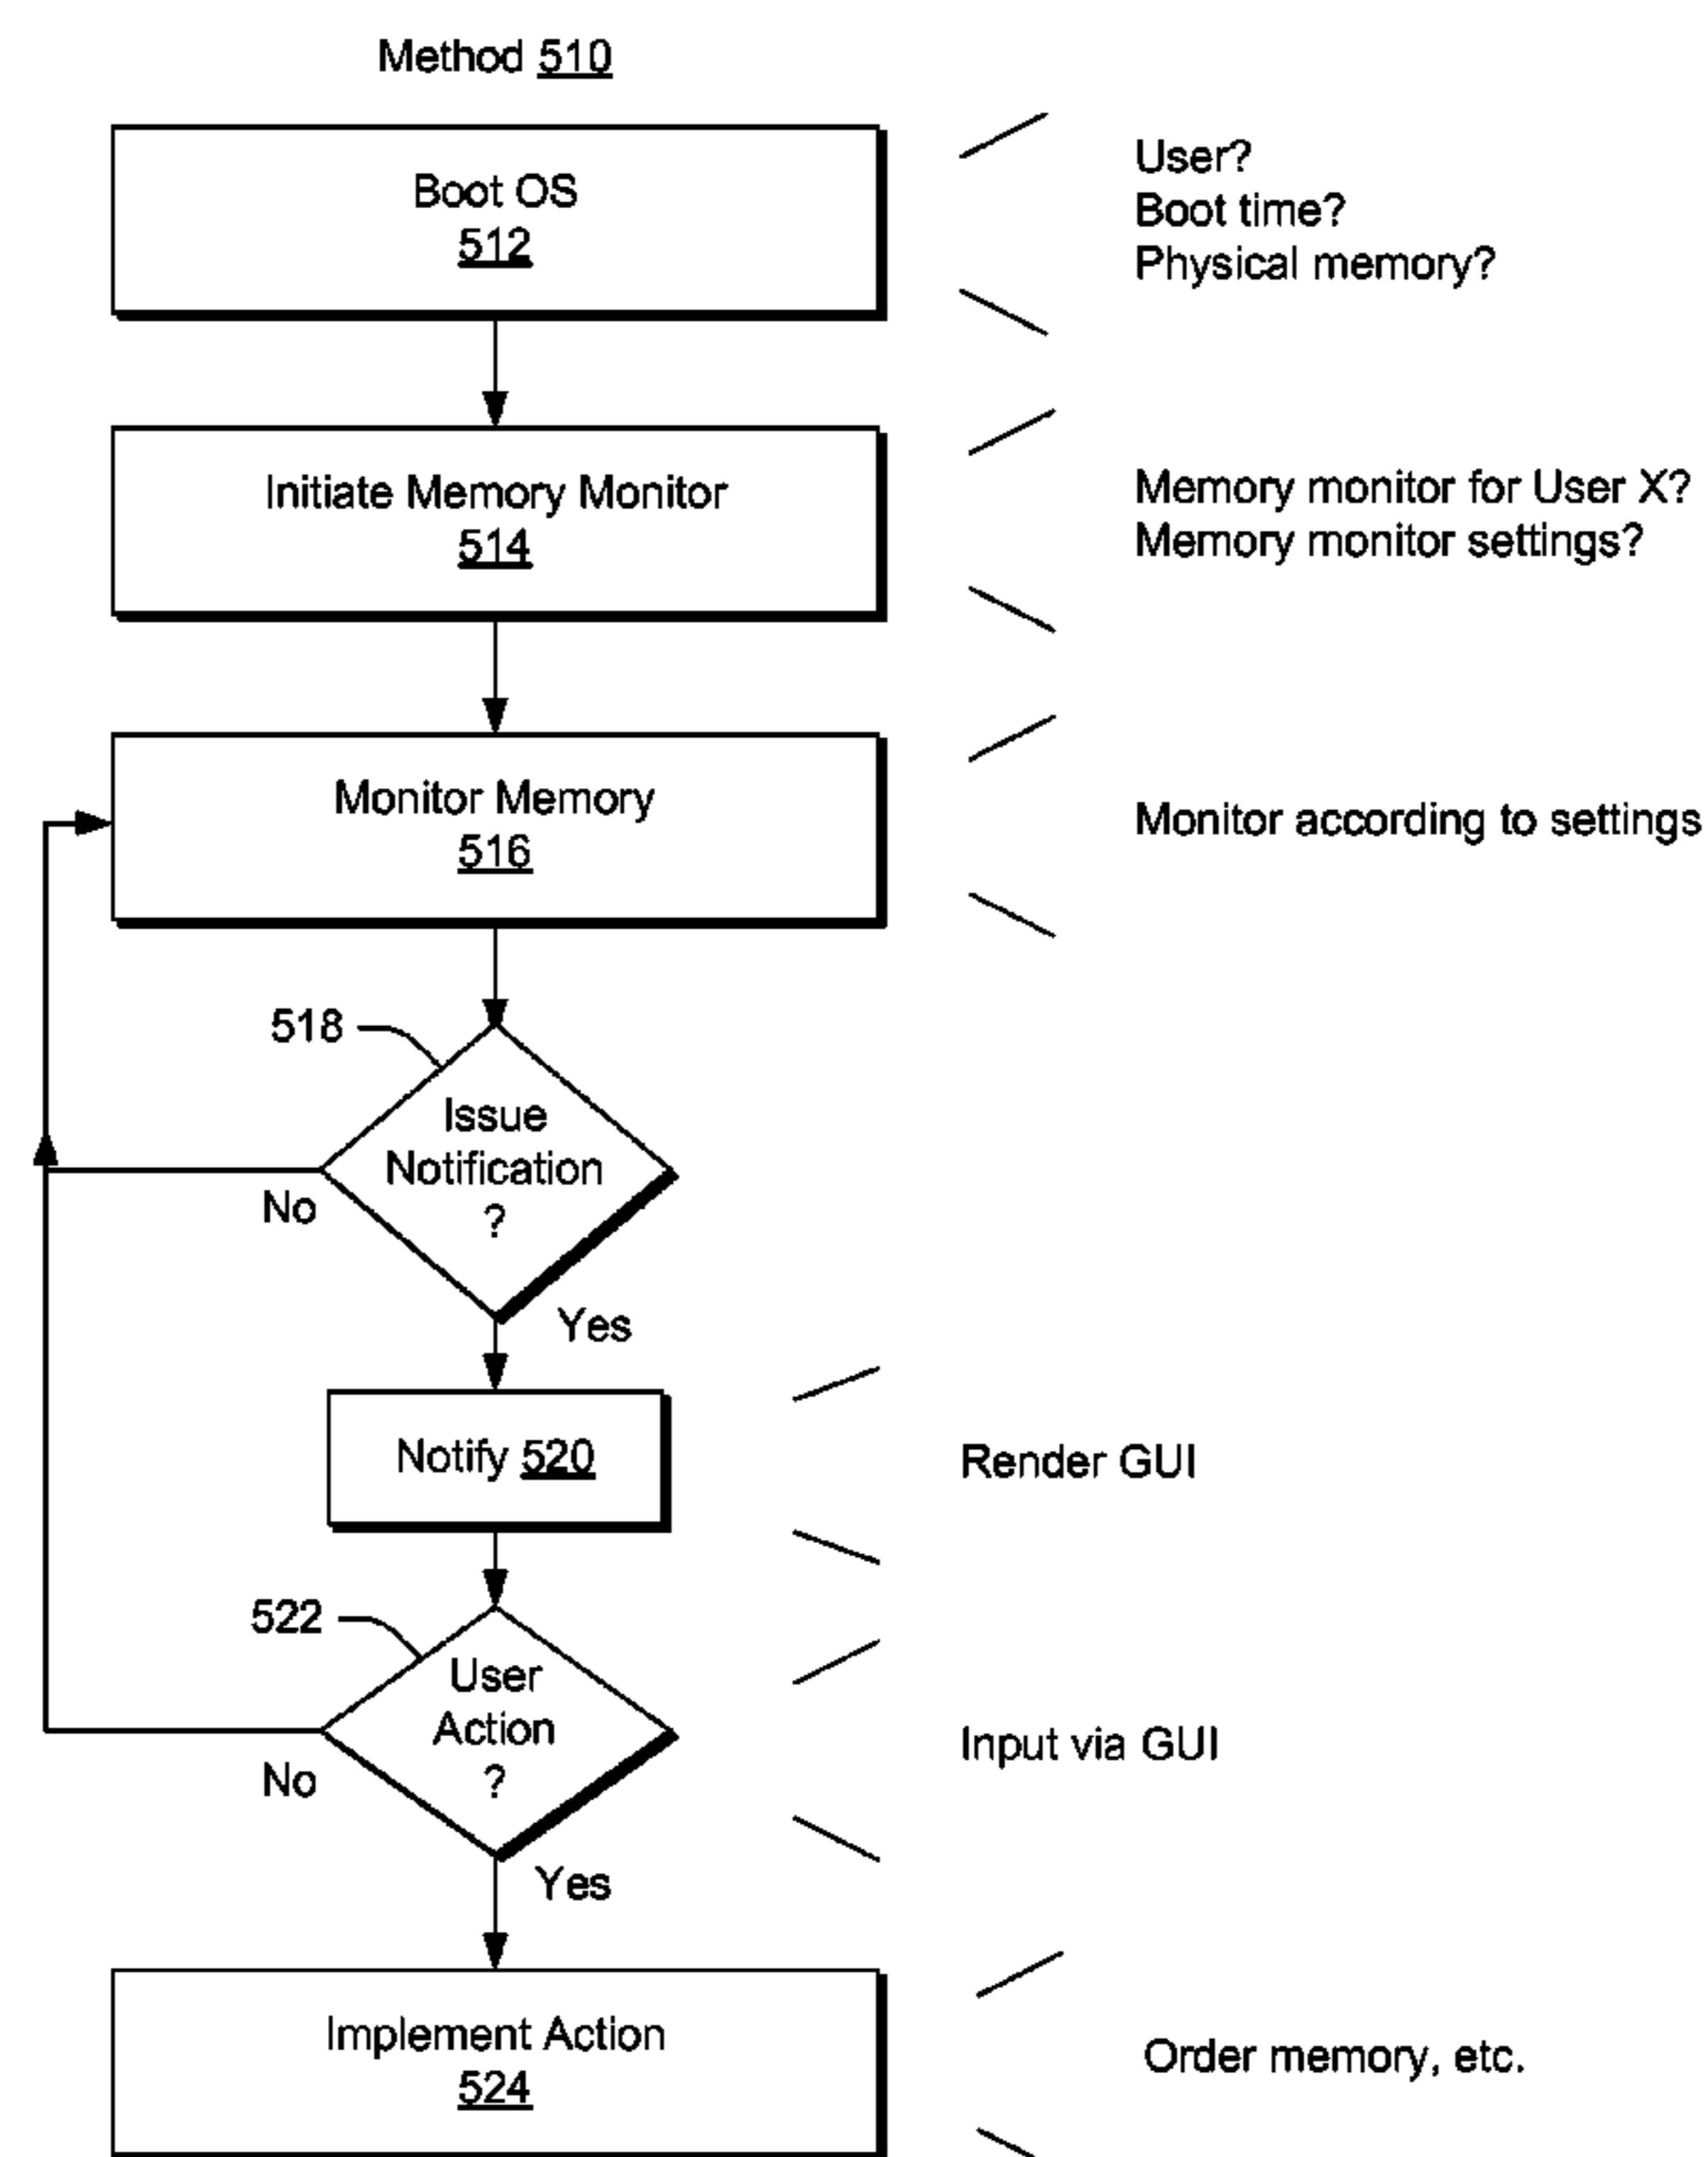 Method 510
Boot OS
512
User?
Boot time?
Physical memory?
Initiate Memory Monitor
514
Memory monitor for User X?
Memory monitor settings?
Monitor Memory
516
Monitor according to settings
518
Issue
Notification
?
No
Yes
Notify 520
Render GUI
522
User
Action
?
No
Yes
Input via GUI
Implement Action
524
Order memory, etc.